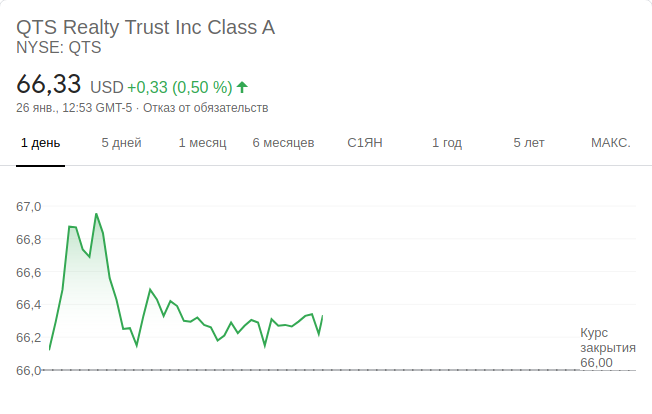 QTS Realty Trust Inc Class A
NYSE: QTS
66,33 USD +0,33 (0,50 %)
26 янв., 12:53 GMT-5 · Отказ от обязательств
1 день 5 дней 1 месяц 6 месяцев С1ЯН 1 год 5 лет МАКС.
67,0
66,8
66,6
66,4
66,2
66,0
Курс
закрытия
66,00